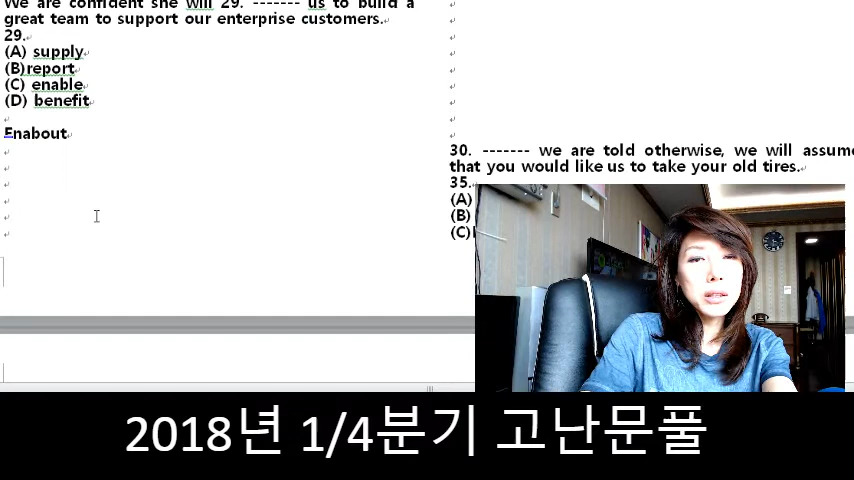 We are confident she will 29. ------- us to build a
great team to support our enterprise customers.
29.
(A) supply
(B)report
(C) enable
(D) benefit
Enabout
30. ------- we are told otherwise, we will assume
that you would like us to take your old tires.
35.
(A)
(B)
(C)
2018년 1/4분기 고난문풀